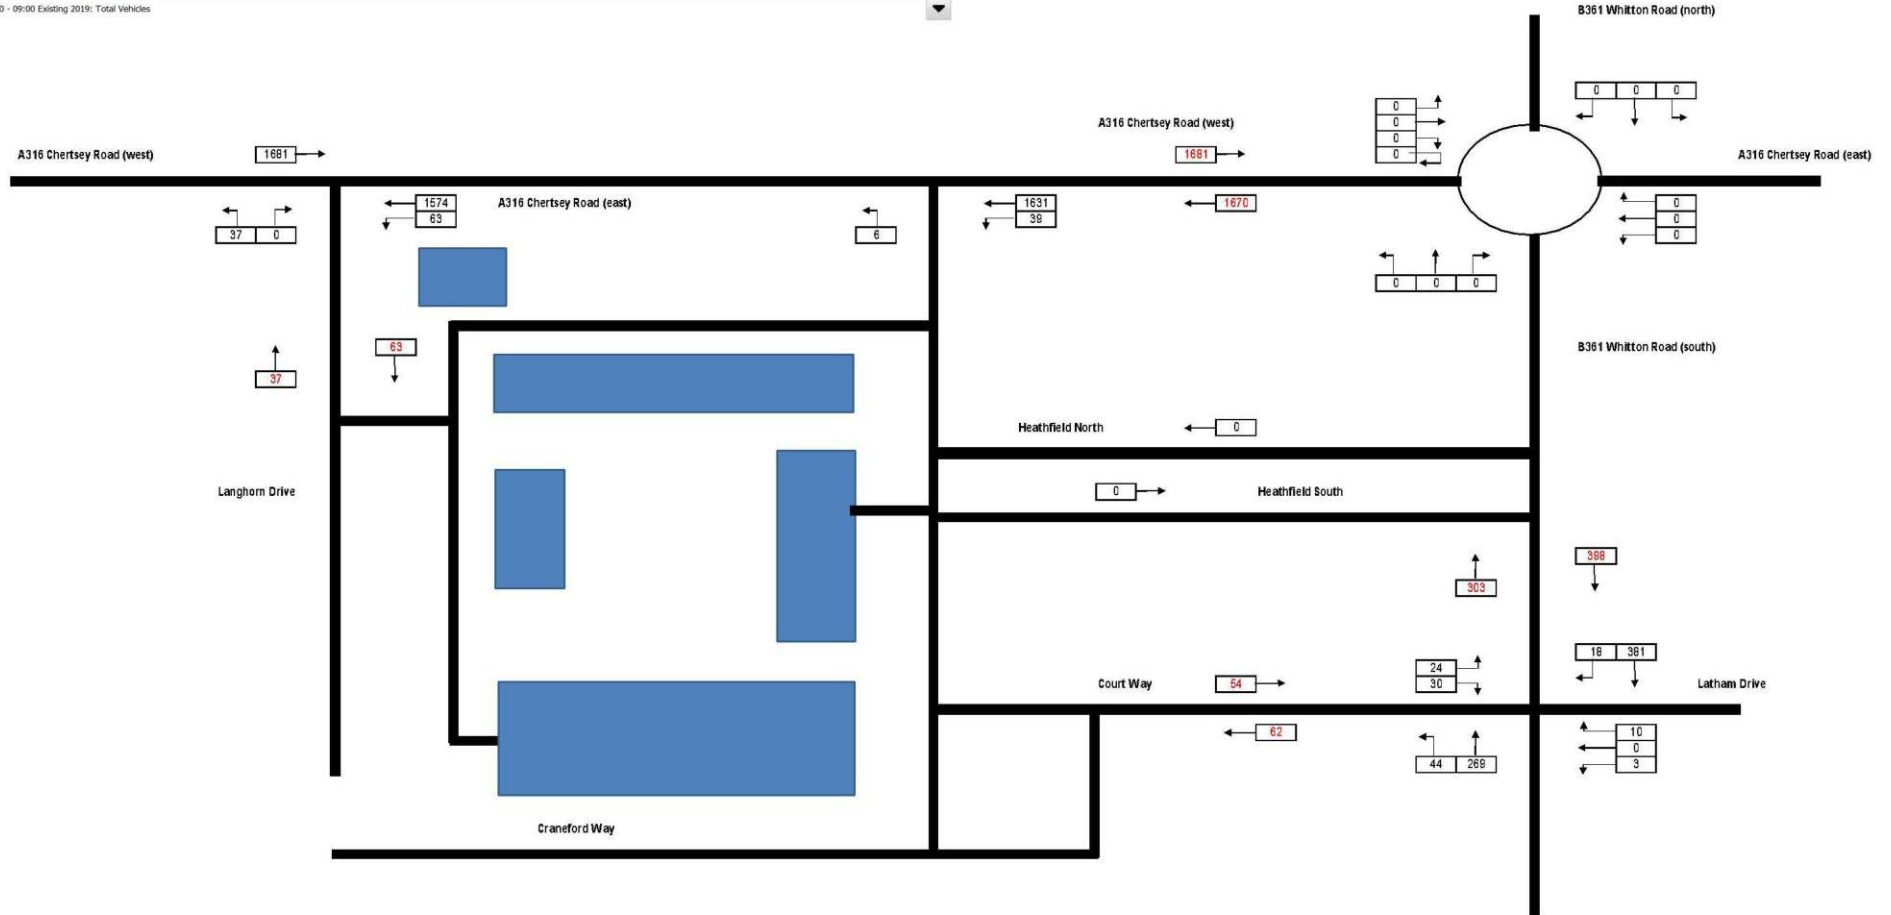 0 - 09:00 Existing 2019: Total Vehicles
B361 Whitton Road (north)
0 0 0
A316 Chertsey Road (west)
0
0
0
0
A316 Chertsey Road (west)
1681
1681
A316 Chertsey Road (east)
1574
63
A316 Chertsey Road (east)
1631
39
1670
0
0
0
37 0
6
0 0 0
63
37
B361 Whitton Road (south)
Heathfield North
0
Langhorn Drive
0
Heathfield South
398
303
18 381
24
30
Court Way
54
Latham Drive
62
10
0
3
44 269
Craneford Way